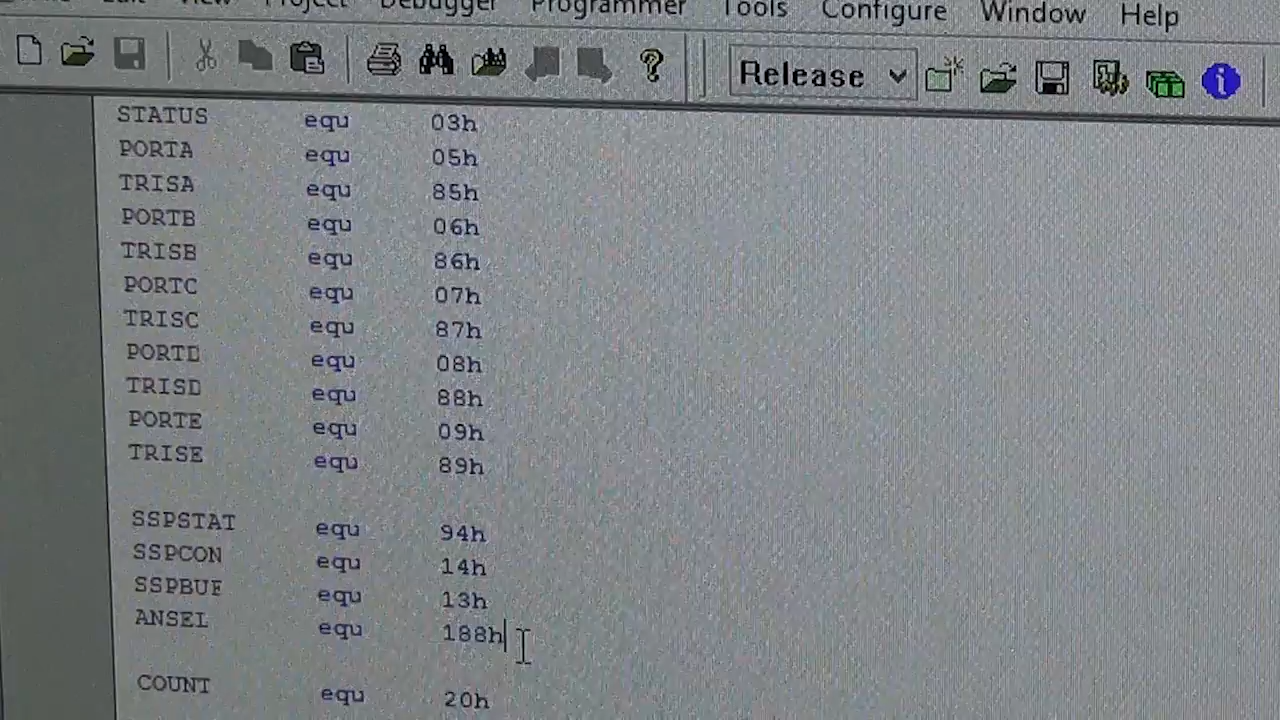 Project Debugger Programmer Tools Configure Window Help
Release
STATUS equ 03h
PORTA equ 05h
TRISA equ 85h
PORTB equ 06h
TRISB equ 86h
PORTC equ 07h
TRISC equ 87h
PORTD equ 08h
TRISD equ 88h
PORTE equ 09h
TRISE equ 89h
SSPSTAT equ 94h
SSPCON equ 14h
SSPBUF equ 13h
ANSEL equ 188h
COUNT equ 20h